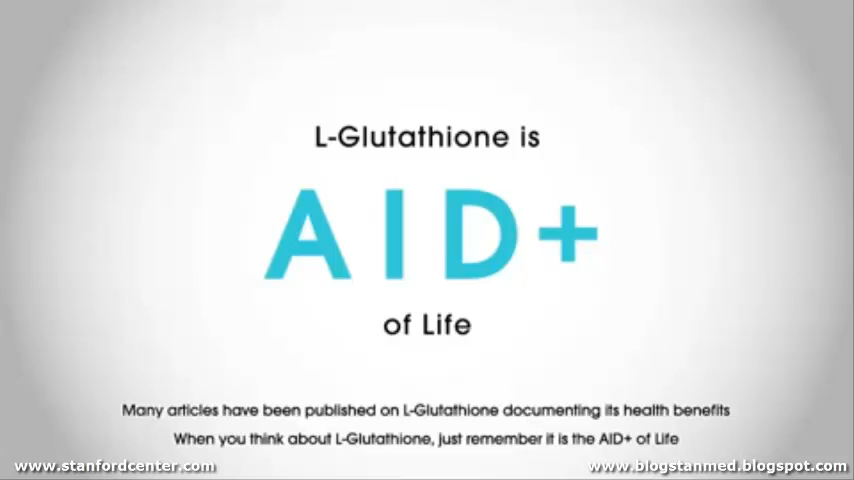 L-Glutathione is
AID+
of Life
Many articles have been published on L-Glutathione documenting its health benefits
When you think about L-Glutathione, just remember it is the AID+ of Life
www.stanfordcenter.com
www.blogstanmed.blogspot.com